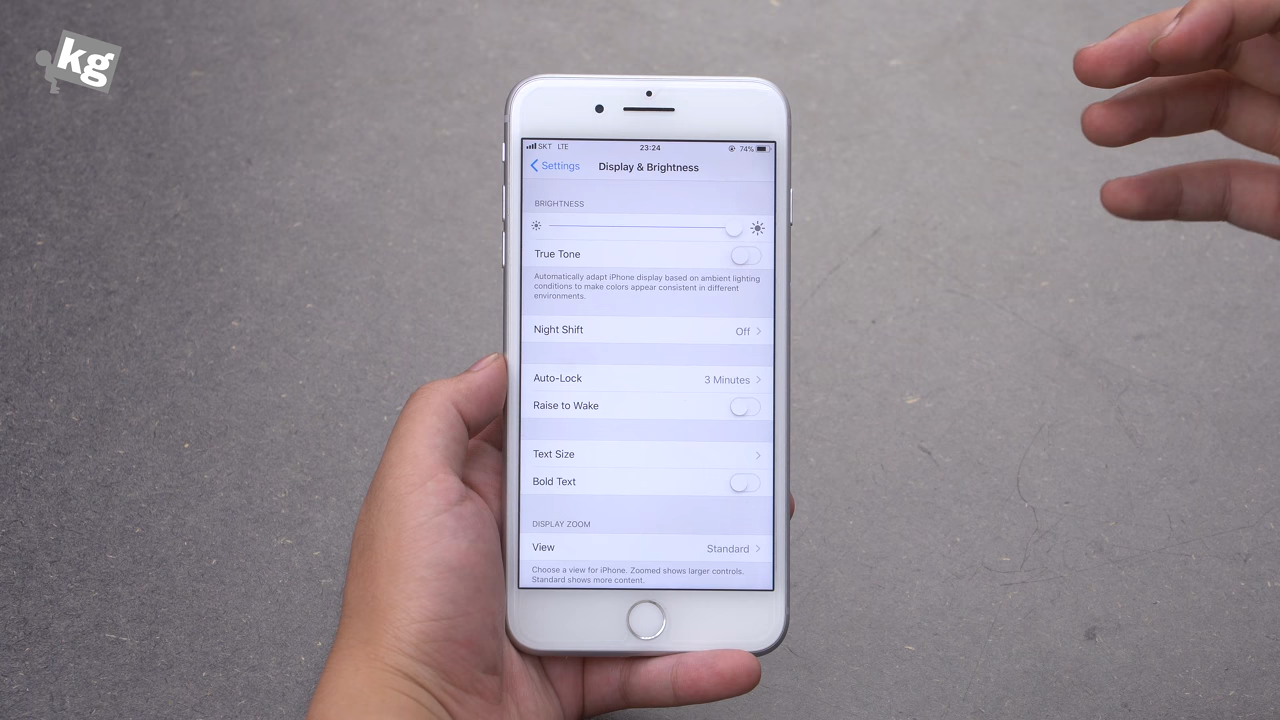 kg
SKT LTE 23:24 74%
Settings Display & Brightness
BRIGHTNESS
True Tone
Automatically adapt iPhone display based on ambient lighting
conditions to make colors appear consistent in different
environments.
Night Shift Off
Auto-Lock 3 Minutes
Raise to Wake
Text Size
Bold Text
DISPLAY ZOOM
View Standard
Choose a view for iPhone. Zoomed shows larger controls.
Standard shows more content.